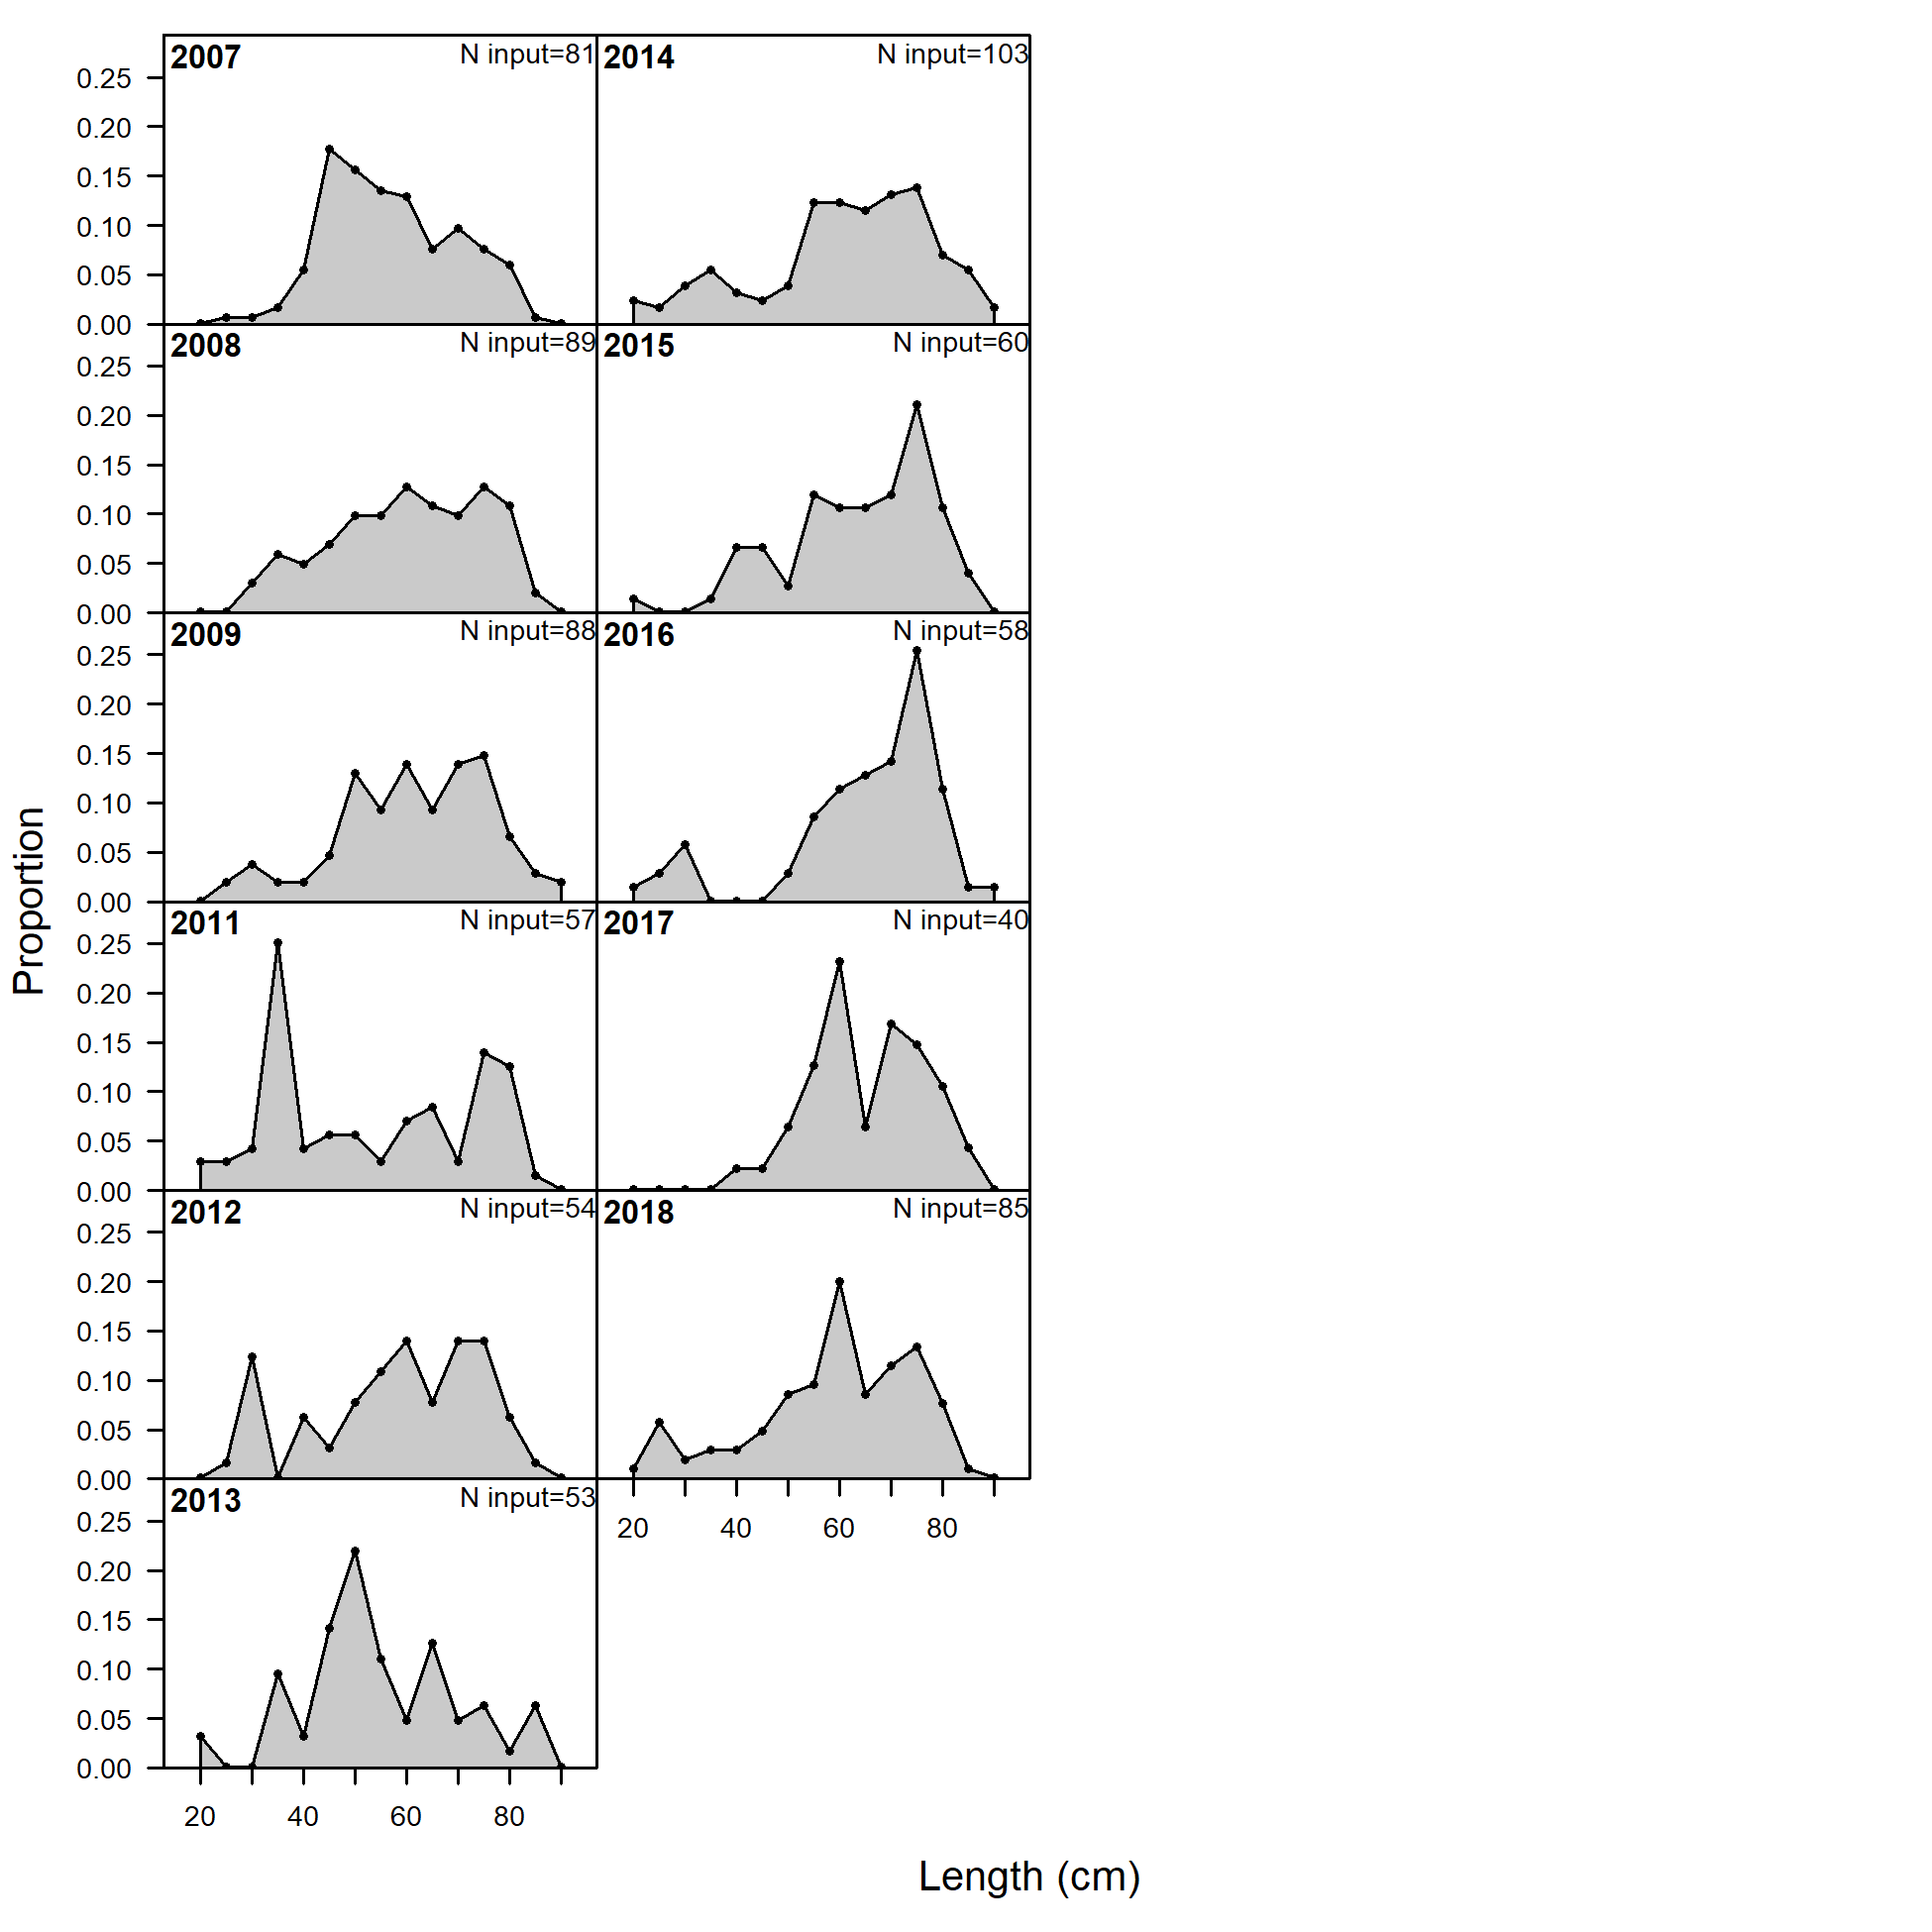 2007 N input=81
0.25
0.20
0.15
0.10
0.05
0.00
2014 N input=103
2008 N input=89
0.25
0.20
0.15
0.10
0.05
0.00
2015 N input=60
2009 N input=88
0.25
0.20
0.15
0.10
0.05
0.00
2016 N input=58
2011 N input=57
0.25
0.20
0.15
0.10
0.05
0.00
2017 N input=40
2012 N input=54
0.25
0.20
0.15
0.10
0.05
0.00
2018 N input=85
20 40 60 80
2013 N input=53
0.25
0.20
0.15
0.10
0.05
0.00
20 40 60 80
Proportion
Length (cm)